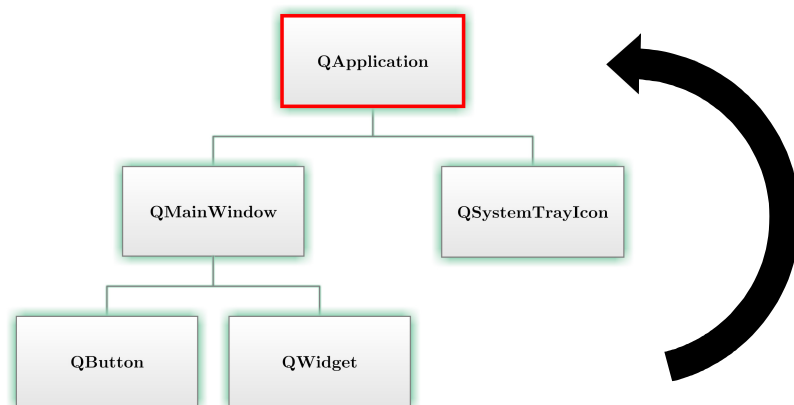 QApplication
QMainWindow
QSystemTrayIcon
QButton
QWidget